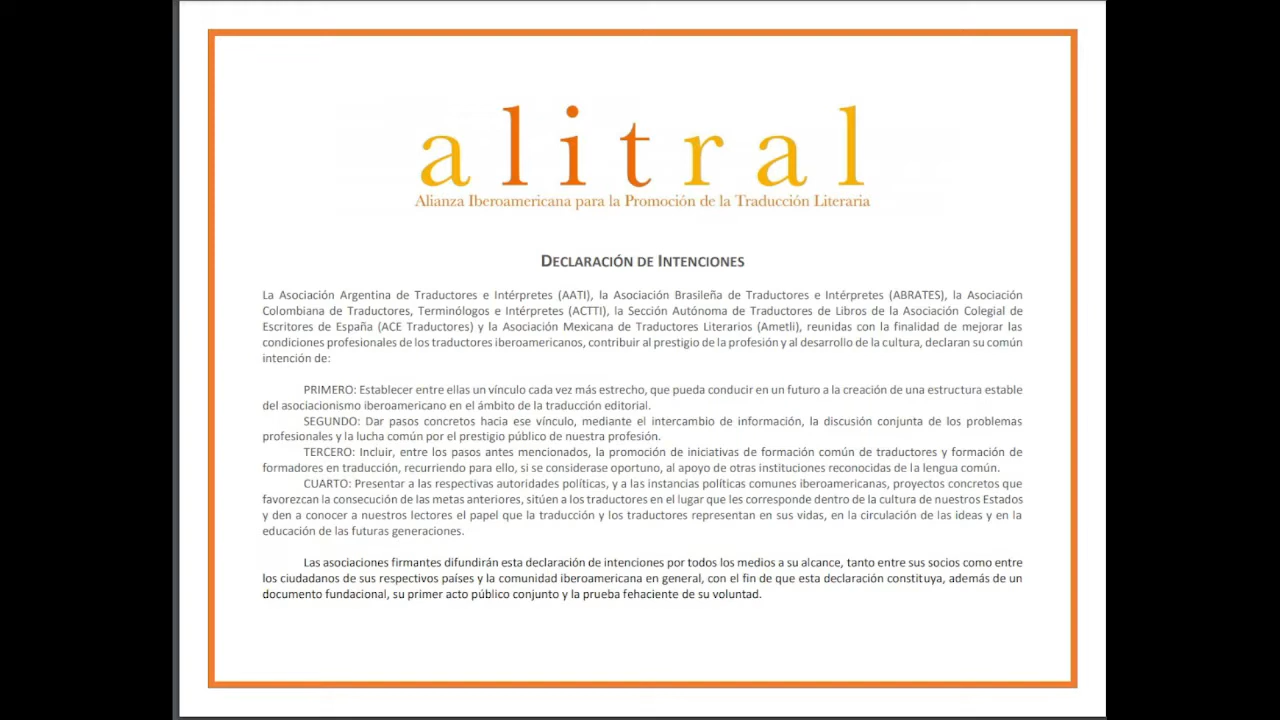 alitral
Alianza Iberoamericana para la Promoción de la Traducción Literaria
DECLARACIÓN DE INTENCIONES
La Asociación Argentina de Traductores e Intérpretes (AATI), la Asociación Brasileña de Traductores e Intérpretes (ABRATES), la Asociación
Colombiana de Traductores, Terminólogos e Intérpretes (ACTTI), la Sección Autónoma de Traductores de Libros de la Asociación Colegial de
Escritores de España (ACE Traductores) y la Asociación Mexicana de Traductores Literarios (Ametli), reunidas con la finalidad de mejorar las
condiciones profesionales de los traductores iberoamericanos, contribuir al prestigio de la profesión y al desarrollo de la cultura, declaran su común
intención de:
PRIMERO: Establecer entre ellas un vínculo cada vez más estrecho, que pueda conducir en un futuro a la creación de una estructura estable
del asociacionismo iberoamericano en el ámbito de la traducción editorial.
SEGUNDO: Dar pasos concretos hacia ese vínculo, mediante el intercambio de información, la discusión conjunta de los problemas
profesionales y la lucha común por el prestigio público de nuestra profesión.
TERCERO: Incluir, entre los pasos antes mencionados, la promoción de iniciativas de formación común de traductores y formación de
formadores en traducción, recurriendo para ello, si se considerase oportuno, al apoyo de otras instituciones reconocidas de la lengua común.
CUARTO: Presentar a las respectivas autoridades políticas, y a las instancias políticas comunes iberoamericanas, proyectos concretos que
favorezcan la consecución de las metas anteriores, sitúen a los traductores en el lugar que les corresponde dentro de la cultura de nuestros Estados
y den a conocer a nuestros lectores el papel que la traducción y los traductores representan en sus vidas, en la circulación de las ideas y en la
educación de las futuras generaciones.
Las asociaciones firmantes difundirán esta declaración de intenciones por todos los medios a su alcance, tanto entre sus socios como entre
los ciudadanos de sus respectivos países y la comunidad iberoamericana en general, con el fin de que esta declaración constituya, además de un
documento fundacional, su primer acto público conjunto y la prueba fehaciente de su voluntad.